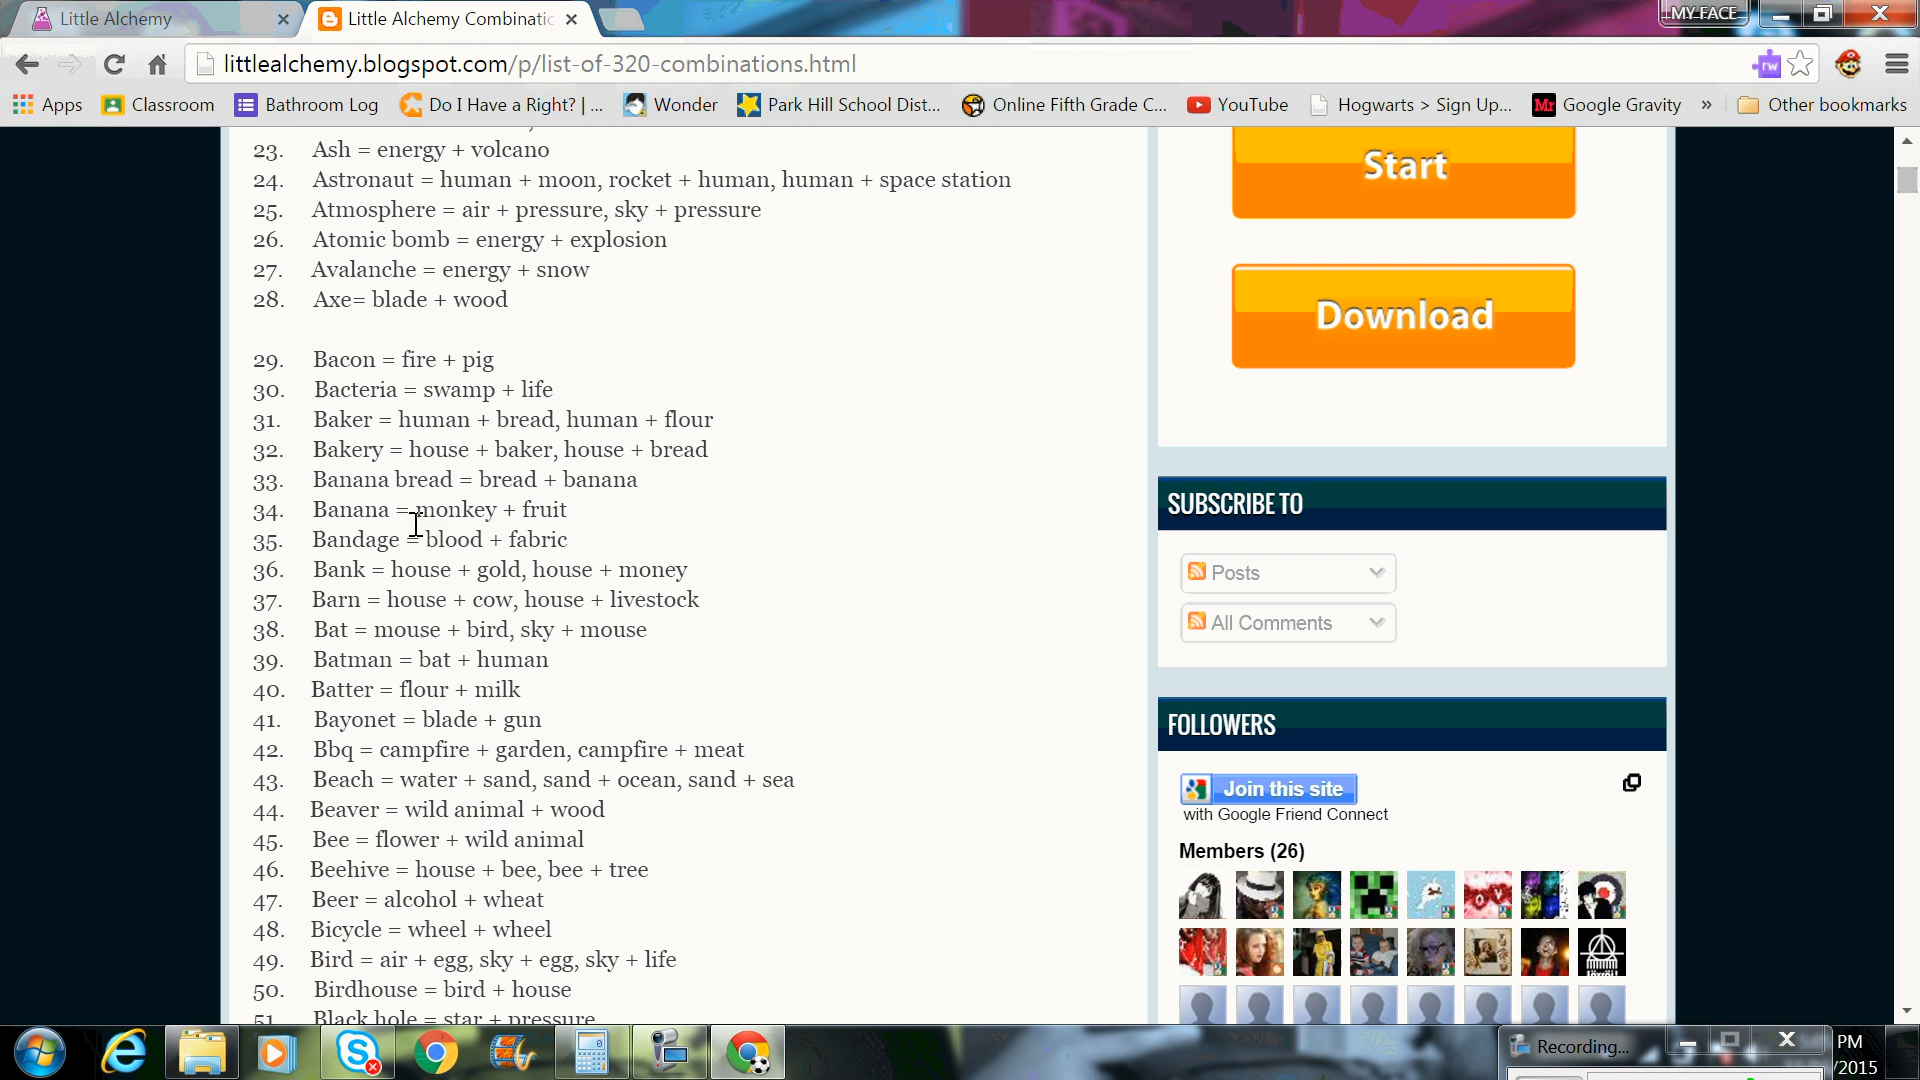 Little Alchemy
Little Alchemy Combinatic
MY FACE
littlealchemy.blogspot.com/p/list-of-320-combinations.html
rw
Apps
Classroom
Bathroom Log
Do I Have a Right? | ...
Wonder
Park Hill School Dist...
Online Fifth Grade C...
YouTube
Hogwarts > Sign Up...
Mr
Google Gravity
»
Other bookmarks
23. Ash = energy + volcano
24. Astronaut = human + moon, rocket + human, human + space station
25. Atmosphere = air + pressure, sky + pressure
26. Atomic bomb = energy + explosion
27. Avalanche = energy + snow
28. Axe= blade + wood
29. Bacon = fire + pig
30. Bacteria = swamp + life
31. Baker = human + bread, human + flour
32. Bakery = house + baker, house + bread
33. Banana bread = bread + banana
34. Banana = monkey + fruit
35. Bandage = blood + fabric
36. Bank = house + gold, house + money
37. Barn = house + cow, house + livestock
38. Bat = mouse + bird, sky + mouse
39. Batman = bat + human
40. Batter = flour + milk
41. Bayonet = blade + gun
42. Bbq = campfire + garden, campfire + meat
43. Beach = water + sand, sand + ocean, sand + sea
44. Beaver = wild animal + wood
45. Bee = flower + wild animal
46. Beehive = house + bee, bee + tree
47. Beer = alcohol + wheat
48. Bicycle = wheel + wheel
49. Bird = air + egg, sky + egg, sky + life
50. Birdhouse = bird + house
51. Black hole = star + pressure
Start
Download
SUBSCRIBE TO
Posts
All Comments
FOLLOWERS
Join this site
with Google Friend Connect
Members (26)
Recording...
PM
/2015